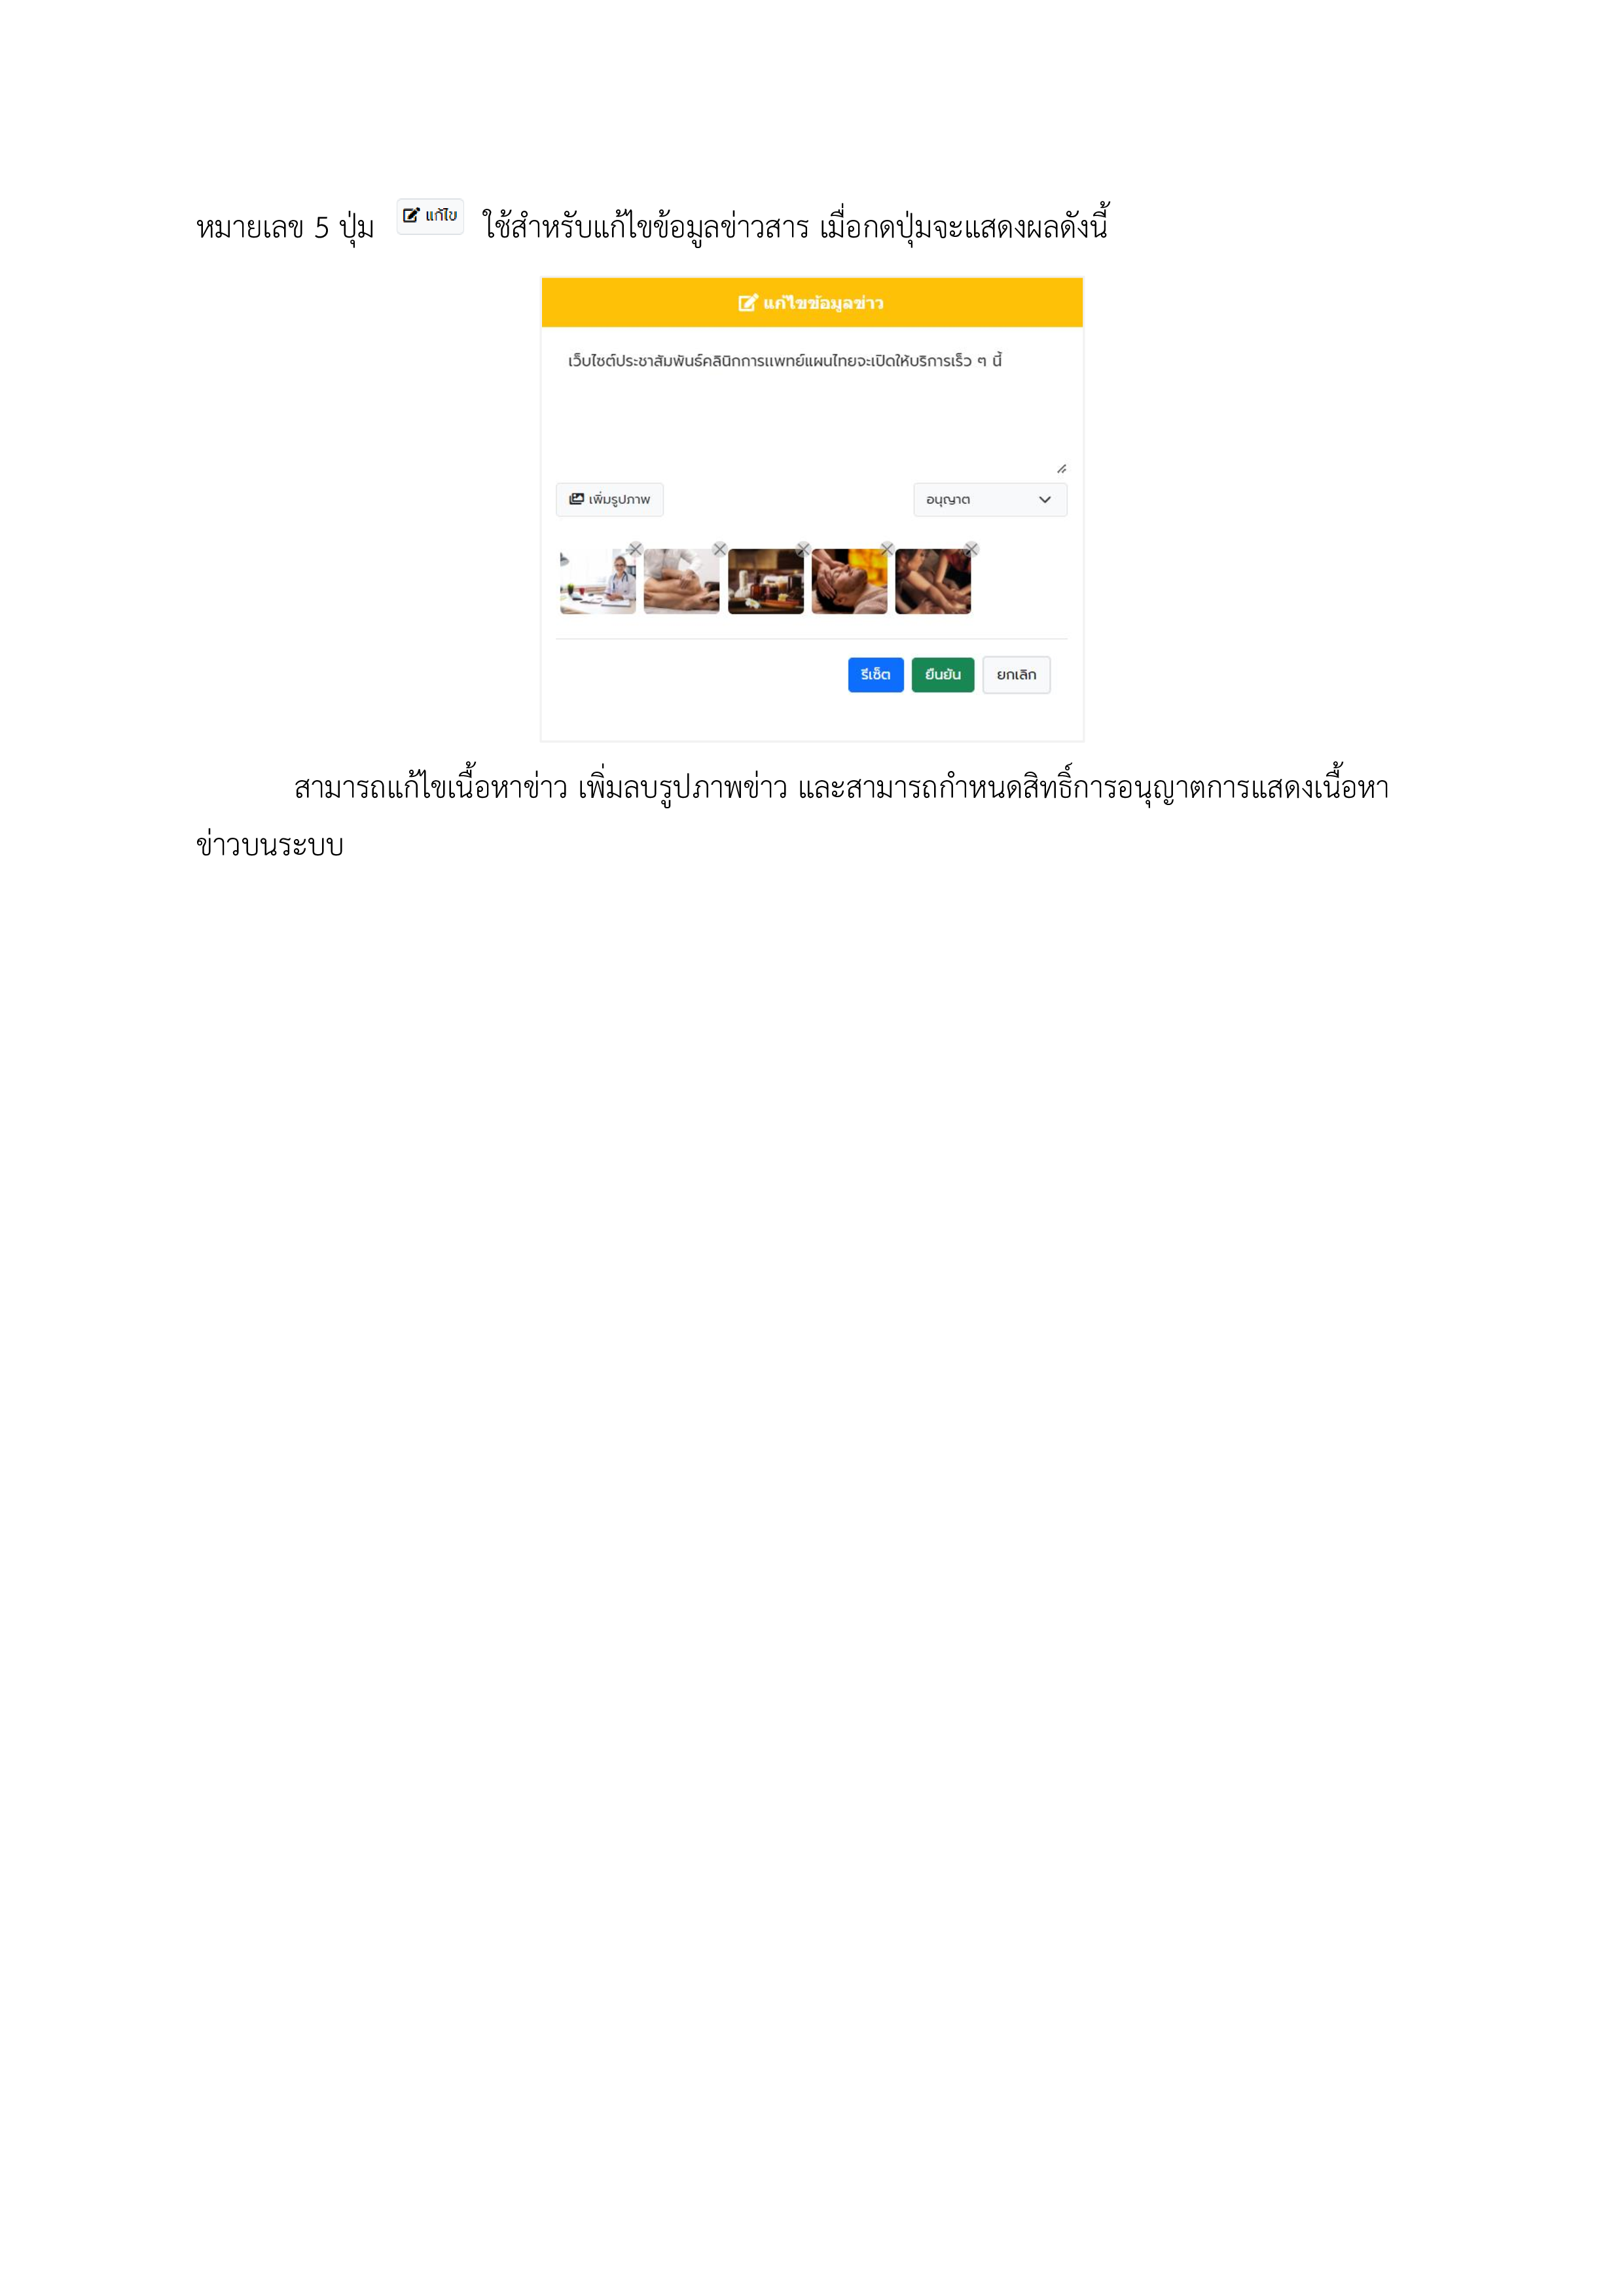 หมายเลข 5 ปุ่ม แก้ไข ใช้สำหรับแก้ไขข้อมูลข่าวสาร เมื่อกดปุ่มจะแสดงผลดังนี้
แก้ไขข้อมูลข่าว
เว็บไซต์ประชาสัมพันธ์คลินิกการแพทย์แผนไทยจะเปิดให้บริการเร็ว ๆ นี้
เพิ่มรูปภาพ อนุญาต
รีเซ็ต ยืนยัน ยกเลิก
สามารถแก้ไขเนื้อหาข่าว เพิ่มลบรูปภาพข่าว และสามารถกำหนดสิทธิ์การอนุญาตการแสดงเนื้อหา
ข่าวบนระบบ